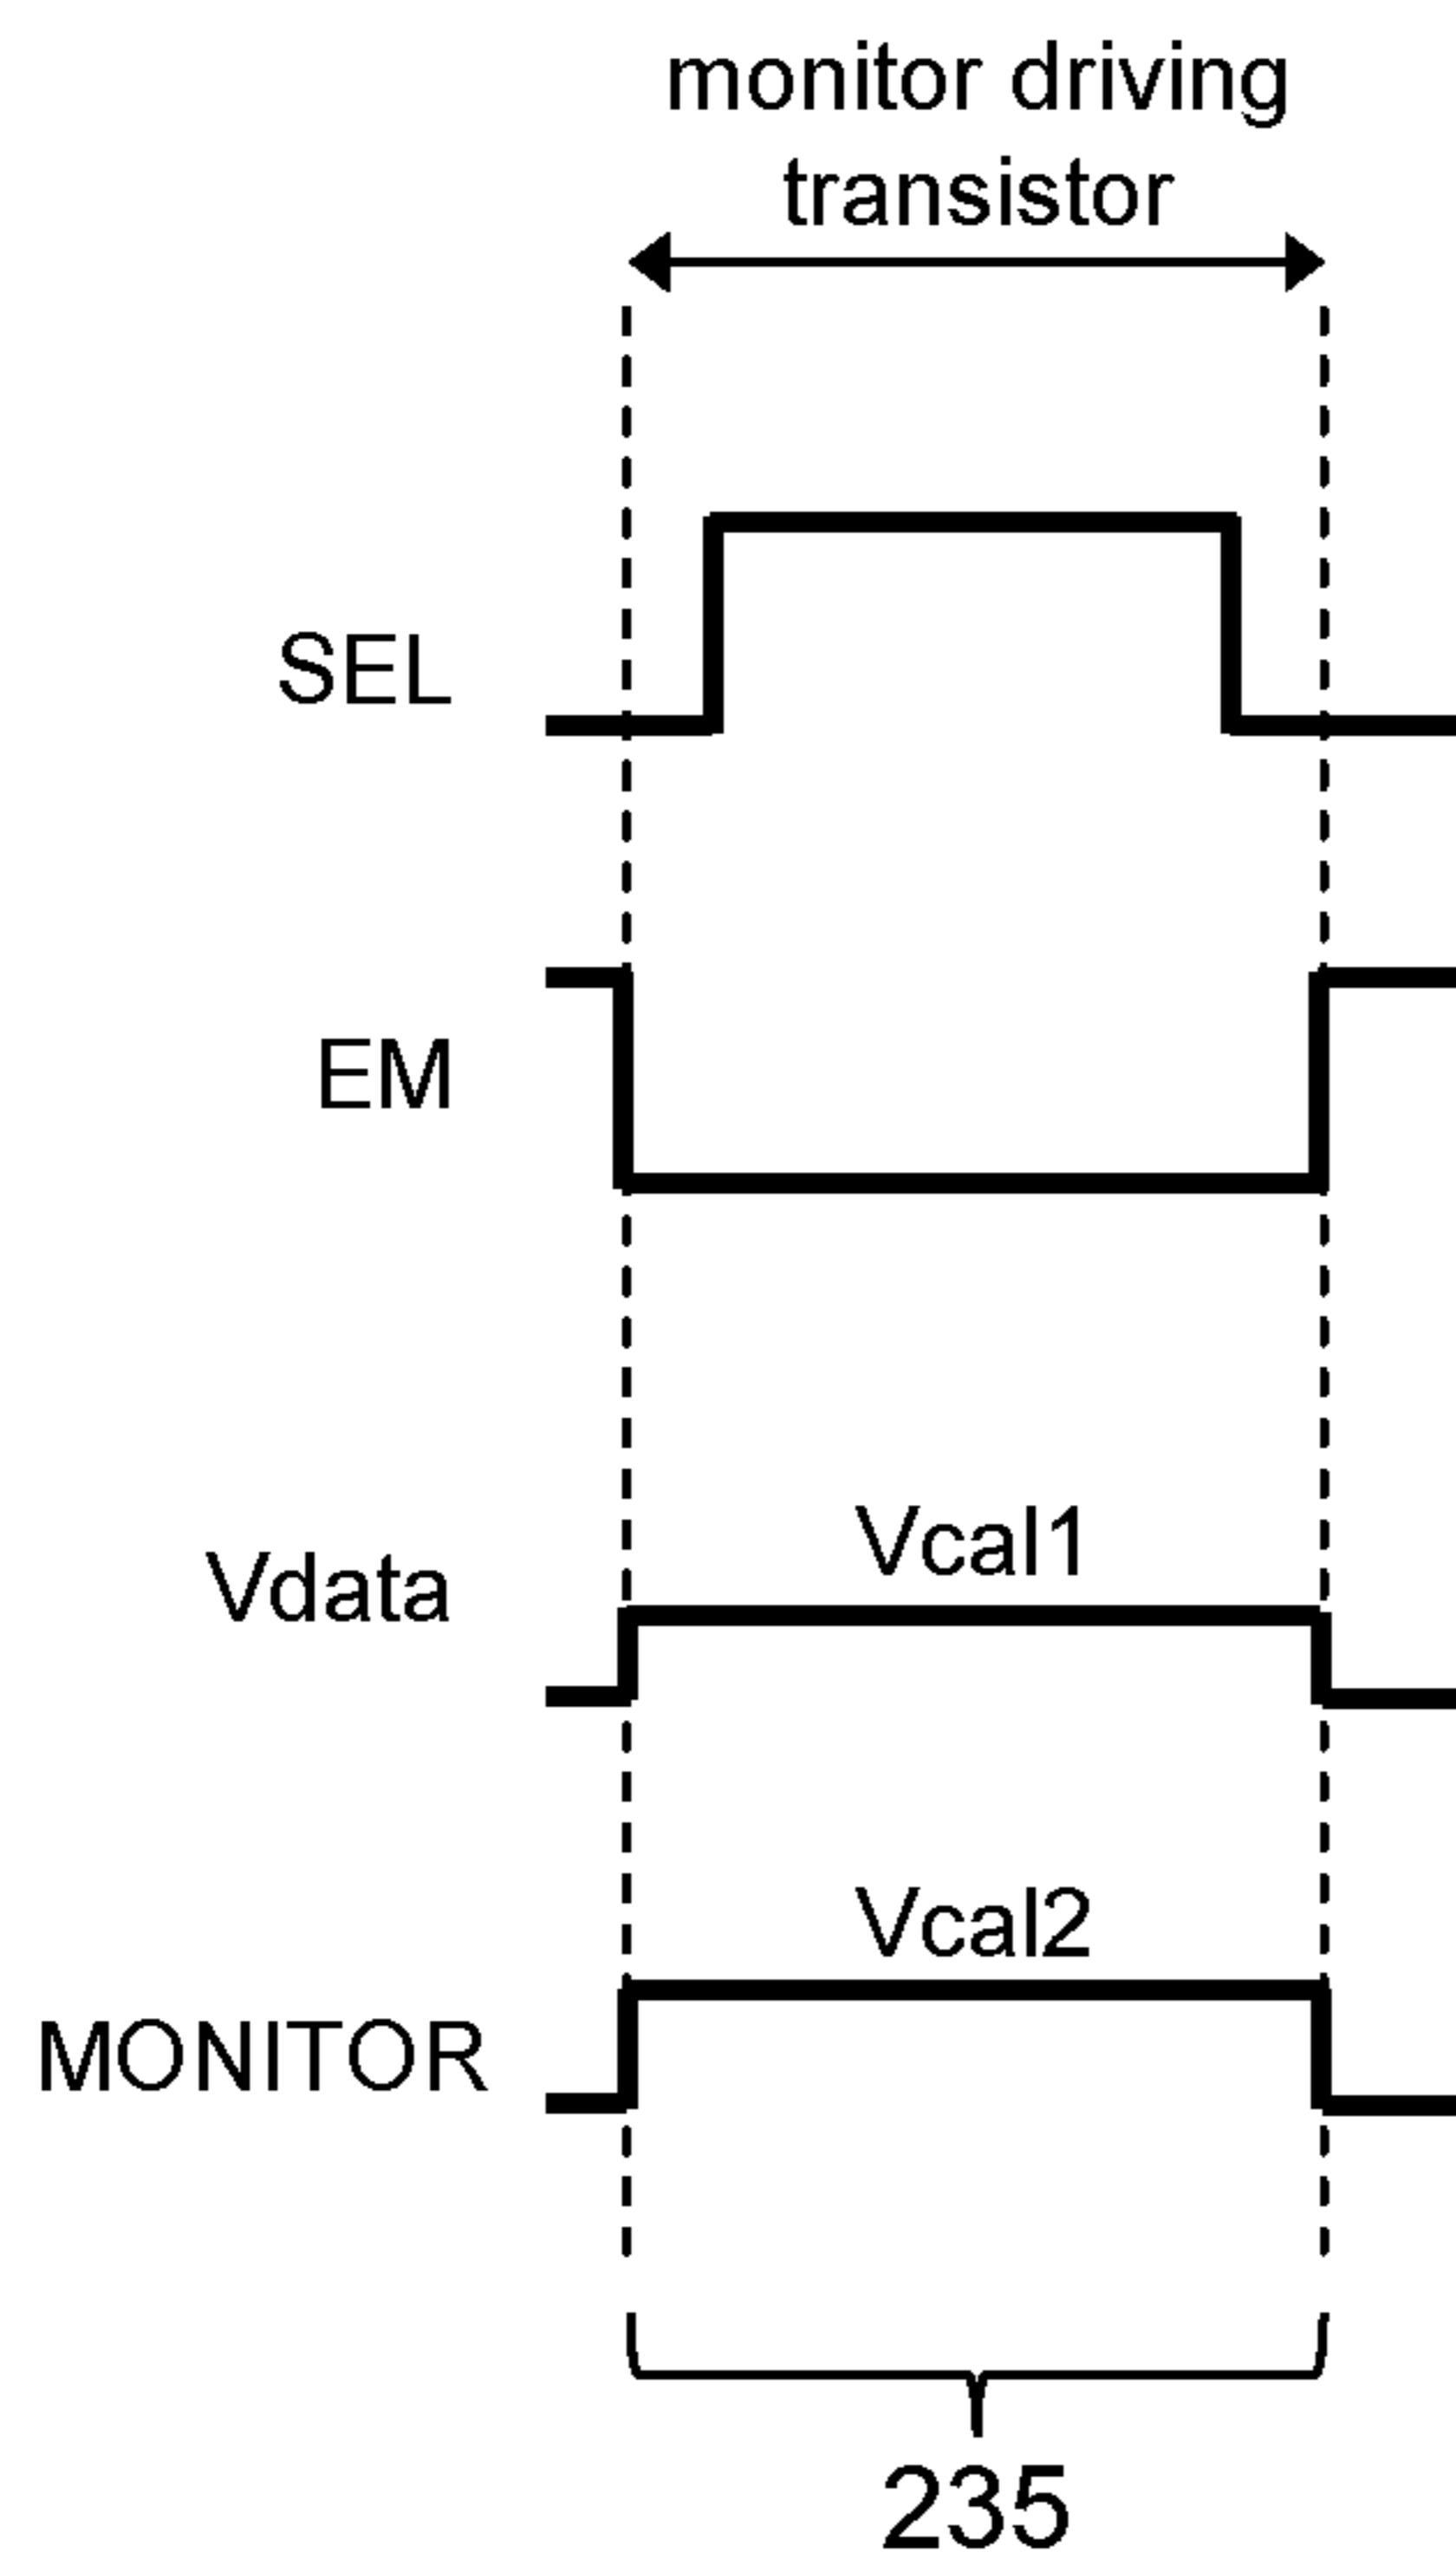 monitor driving
transistor
SEL
EM
Vcal1
Vdata
Vcal2
MONITOR
235